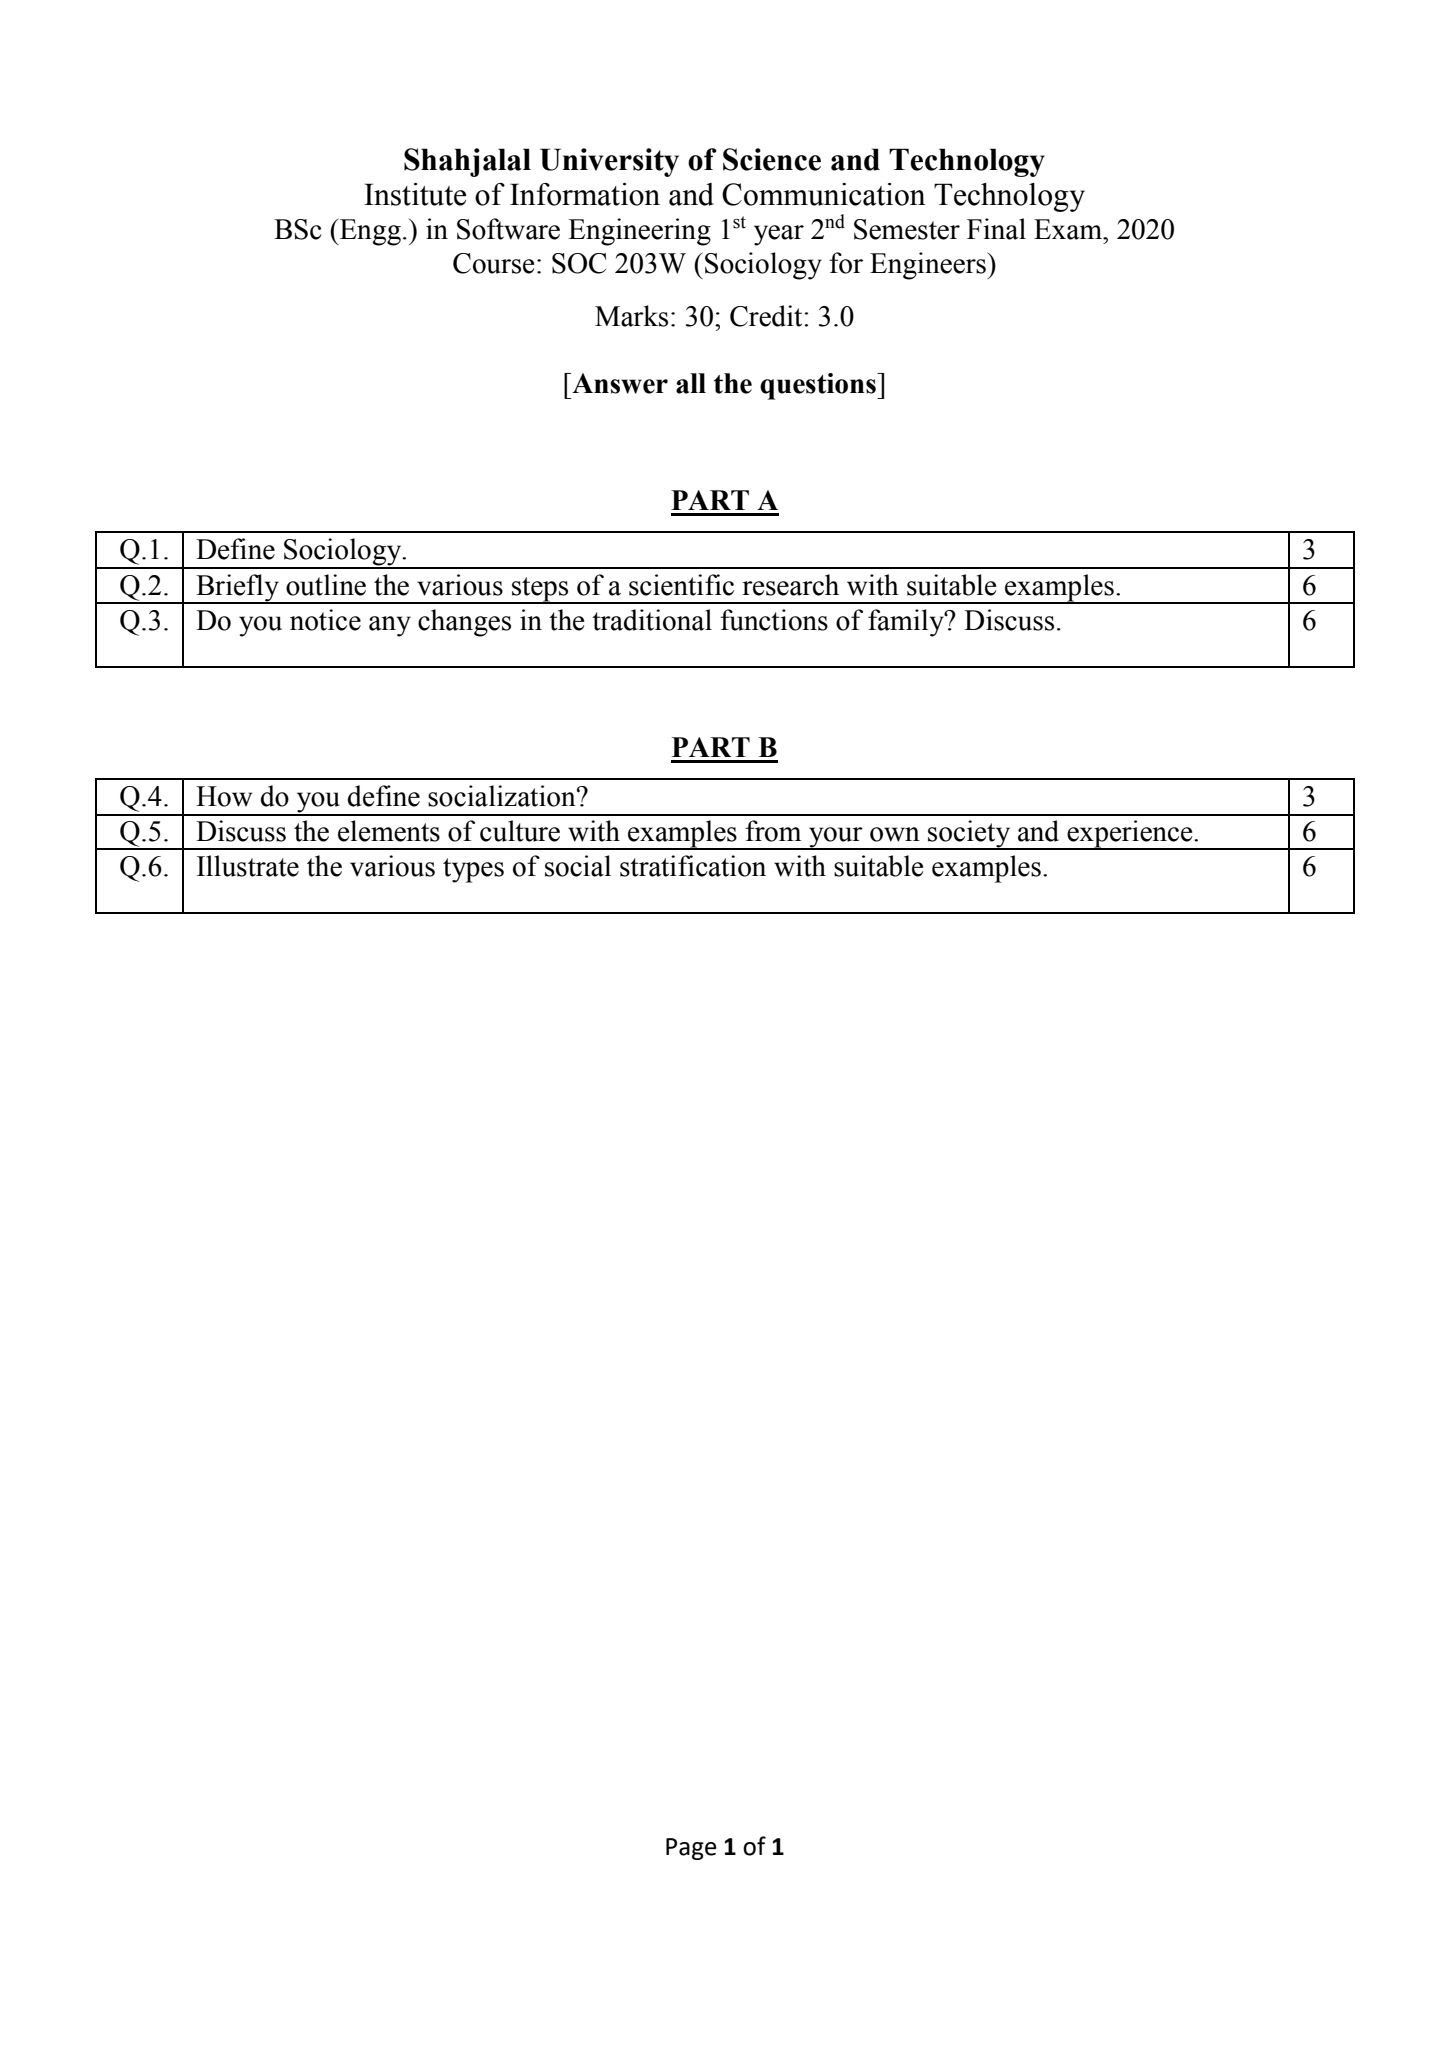 Shahjalal University of Science and Technology
Institute of Information and Communication Technology
BSc (Engg.) in Software Engineering 1st year 2nd Semester Final Exam, 2020
Course: SOC 203W (Sociology for Engineers)
Marks: 30; Credit: 3.0
[Answer all the questions]
PART A
Q.1. Define Sociology. 3
Q.2. Briefly outline the various steps of a scientific research with suitable examples. 6
Q.3. Do you notice any changes in the traditional functions of family? Discuss. 6
PART B
Q.4. How do you define socialization? 3
Q.5. Discuss the elements of culture with examples from your own society and experience. 6
Q.6. Illustrate the various types of social stratification with suitable examples. 6
Page 1 of 1